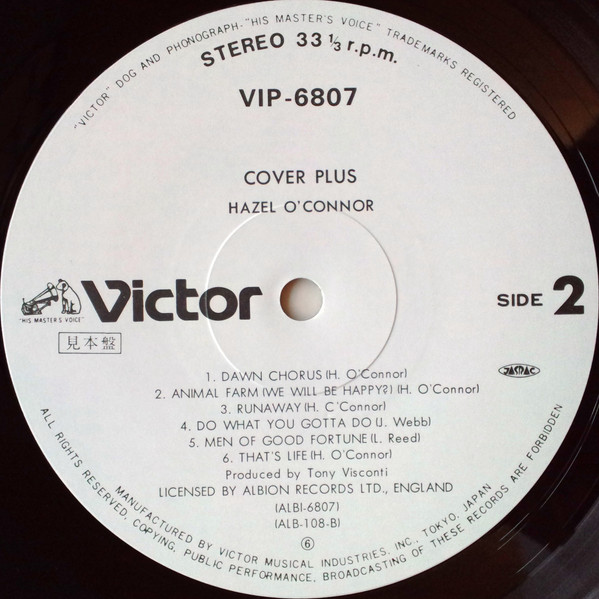 "VICTOR" DOG AND PHONOGRAPH-"HIS MASTER'S VOICE" TRADEMARKS REGISTERED
STEREO 33 ⅓ r.p.m.
VIP-6807
COVER PLUS
HAZEL O'CONNOR
"HIS MASTER'S VOICE"
Victor
SIDE 2
見本盤
JASRAC
1. DAWN CHORUS (H. O'Connor)
2. ANIMAL FARM (WE WILL BE HAPPY?) (H. O'Connor)
3. RUNAWAY (H. C'Connor)
4. DO WHAT YOU GOTTA DO (J. Webb)
5. MEN OF GOOD FORTUNE (L. Reed)
6. THAT'S LIFE (H. O'Connor)
Produced by Tony Visconti
LICENSED BY ALBION RECORDS LTD., ENGLAND
(ALBI-6807)
(ALB-108-B)
⑥
MANUFACTURED BY VICTOR MUSICAL INDUSTRIES, INC., TOKYO, JAPAN
ALL RIGHTS RESERVED, COPYING, PUBLIC PERFORMANCE, BROADCASTING OF THESE RECORDS ARE FORBIDDEN